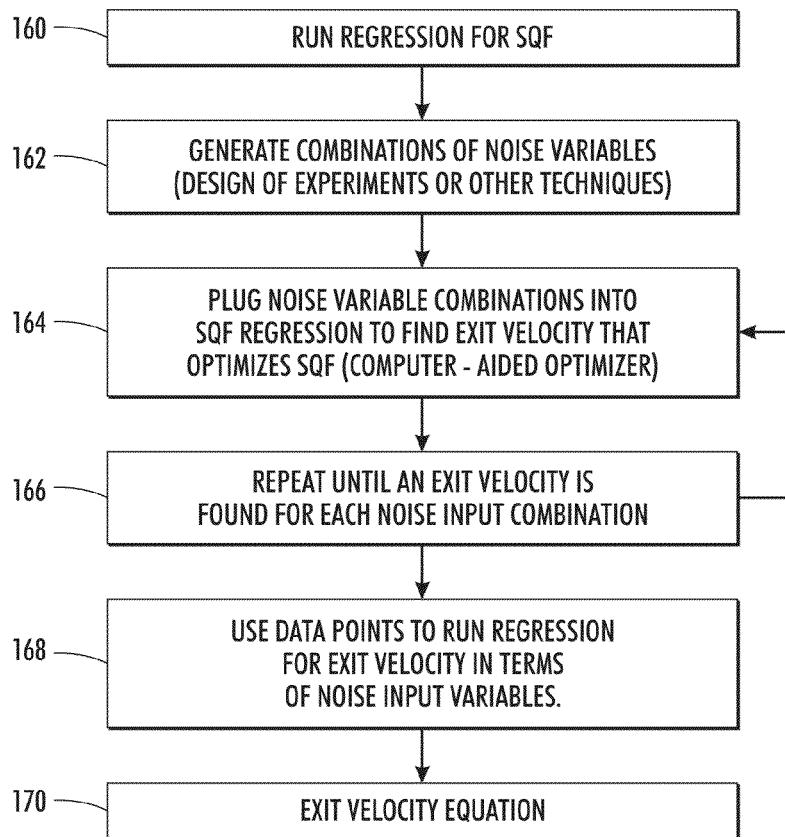 160
RUN REGRESSION FOR SQF
162
GENERATE COMBINATIONS OF NOISE VARIABLES
(DESIGN OF EXPERIMENTS OR OTHER TECHNIQUES)
164
PLUG NOISE VARIABLE COMBINATIONS INTO
SQF REGRESSION TO FIND EXIT VELOCITY THAT
OPTIMIZES SQF (COMPUTER - AIDED OPTIMIZER)
166
REPEAT UNTIL AN EXIT VELOCITY IS
FOUND FOR EACH NOISE INPUT COMBINATION
168
USE DATA POINTS TO RUN REGRESSION
FOR EXIT VELOCITY IN TERMS
OF NOISE INPUT VARIABLES.
170
EXIT VELOCITY EQUATION